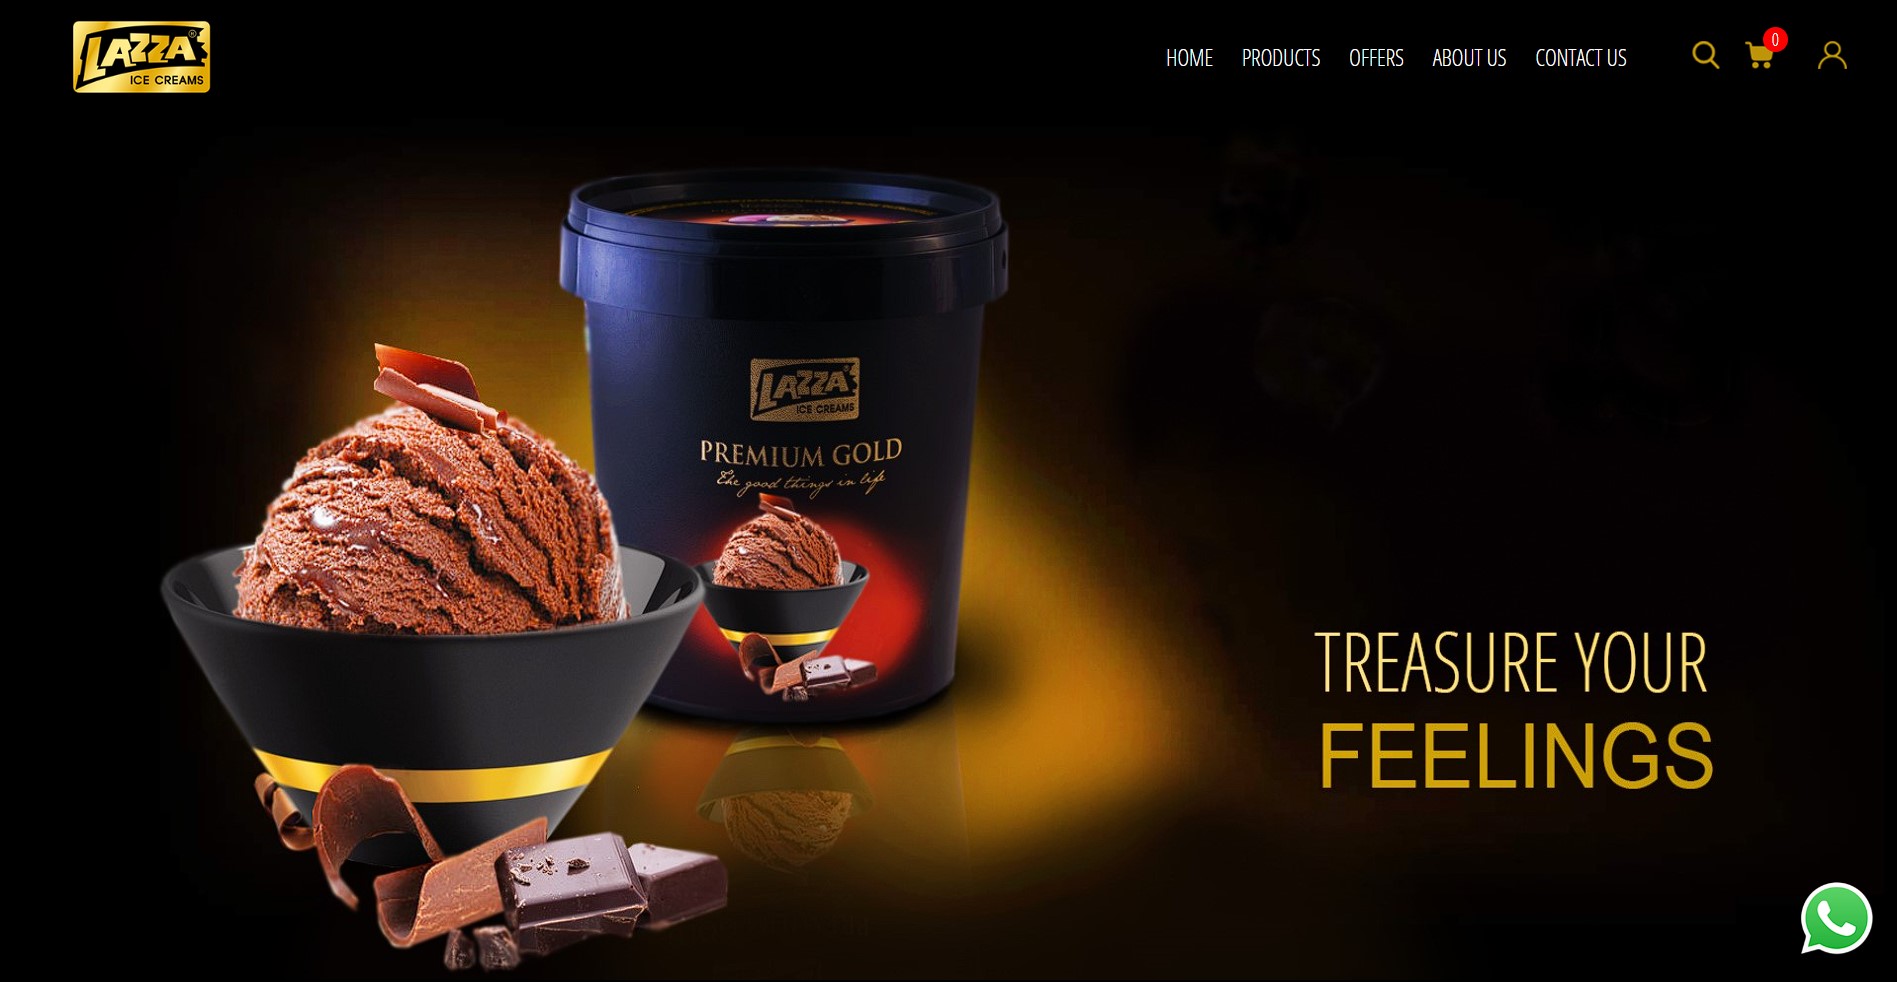 LAZZA®
ICE CREAMS
HOME PRODUCTS OFFERS ABOUT US CONTACT US
0
LAZZA®
ICE CREAMS
PREMIUM GOLD
The good things in life
TREASURE YOUR
FEELINGS